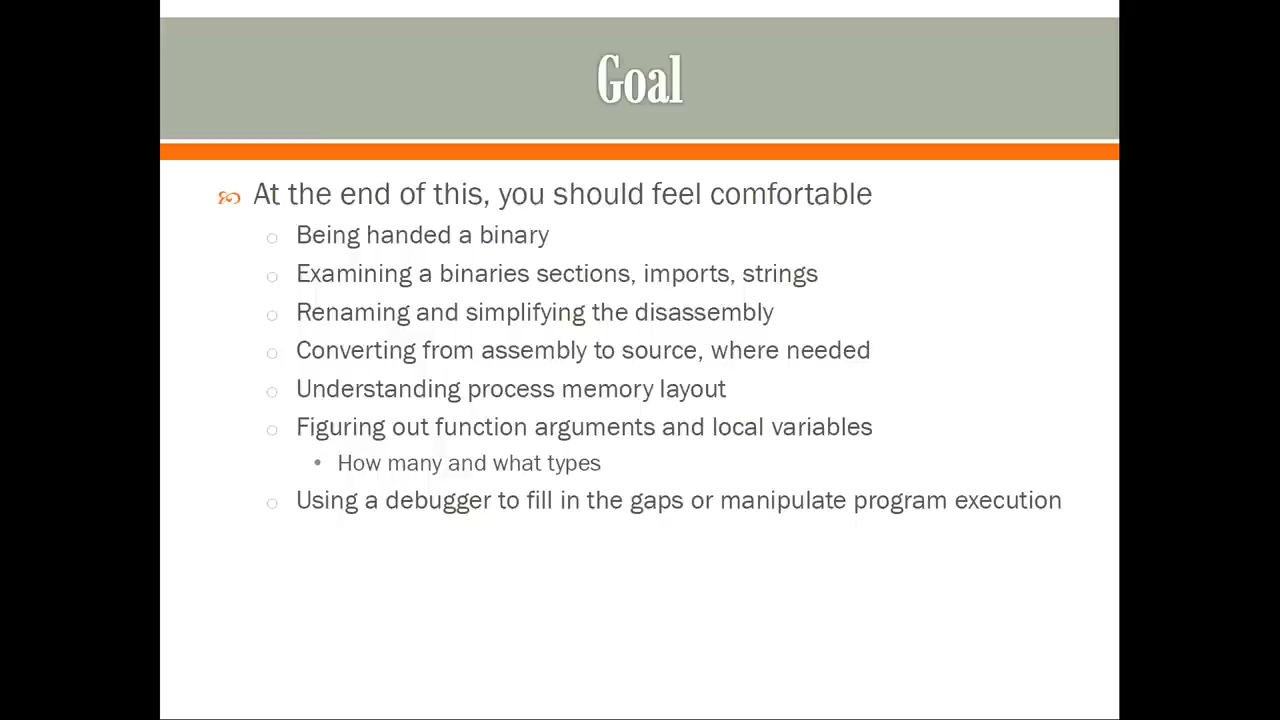 Goal
At the end of this, you should feel comfortable
Being handed a binary
Examining a binaries sections, imports, strings
Renaming and simplifying the disassembly
Converting from assembly to source, where needed
Understanding process memory layout
Figuring out function arguments and local variables
How many and what types
Using a debugger to fill in the gaps or manipulate program execution